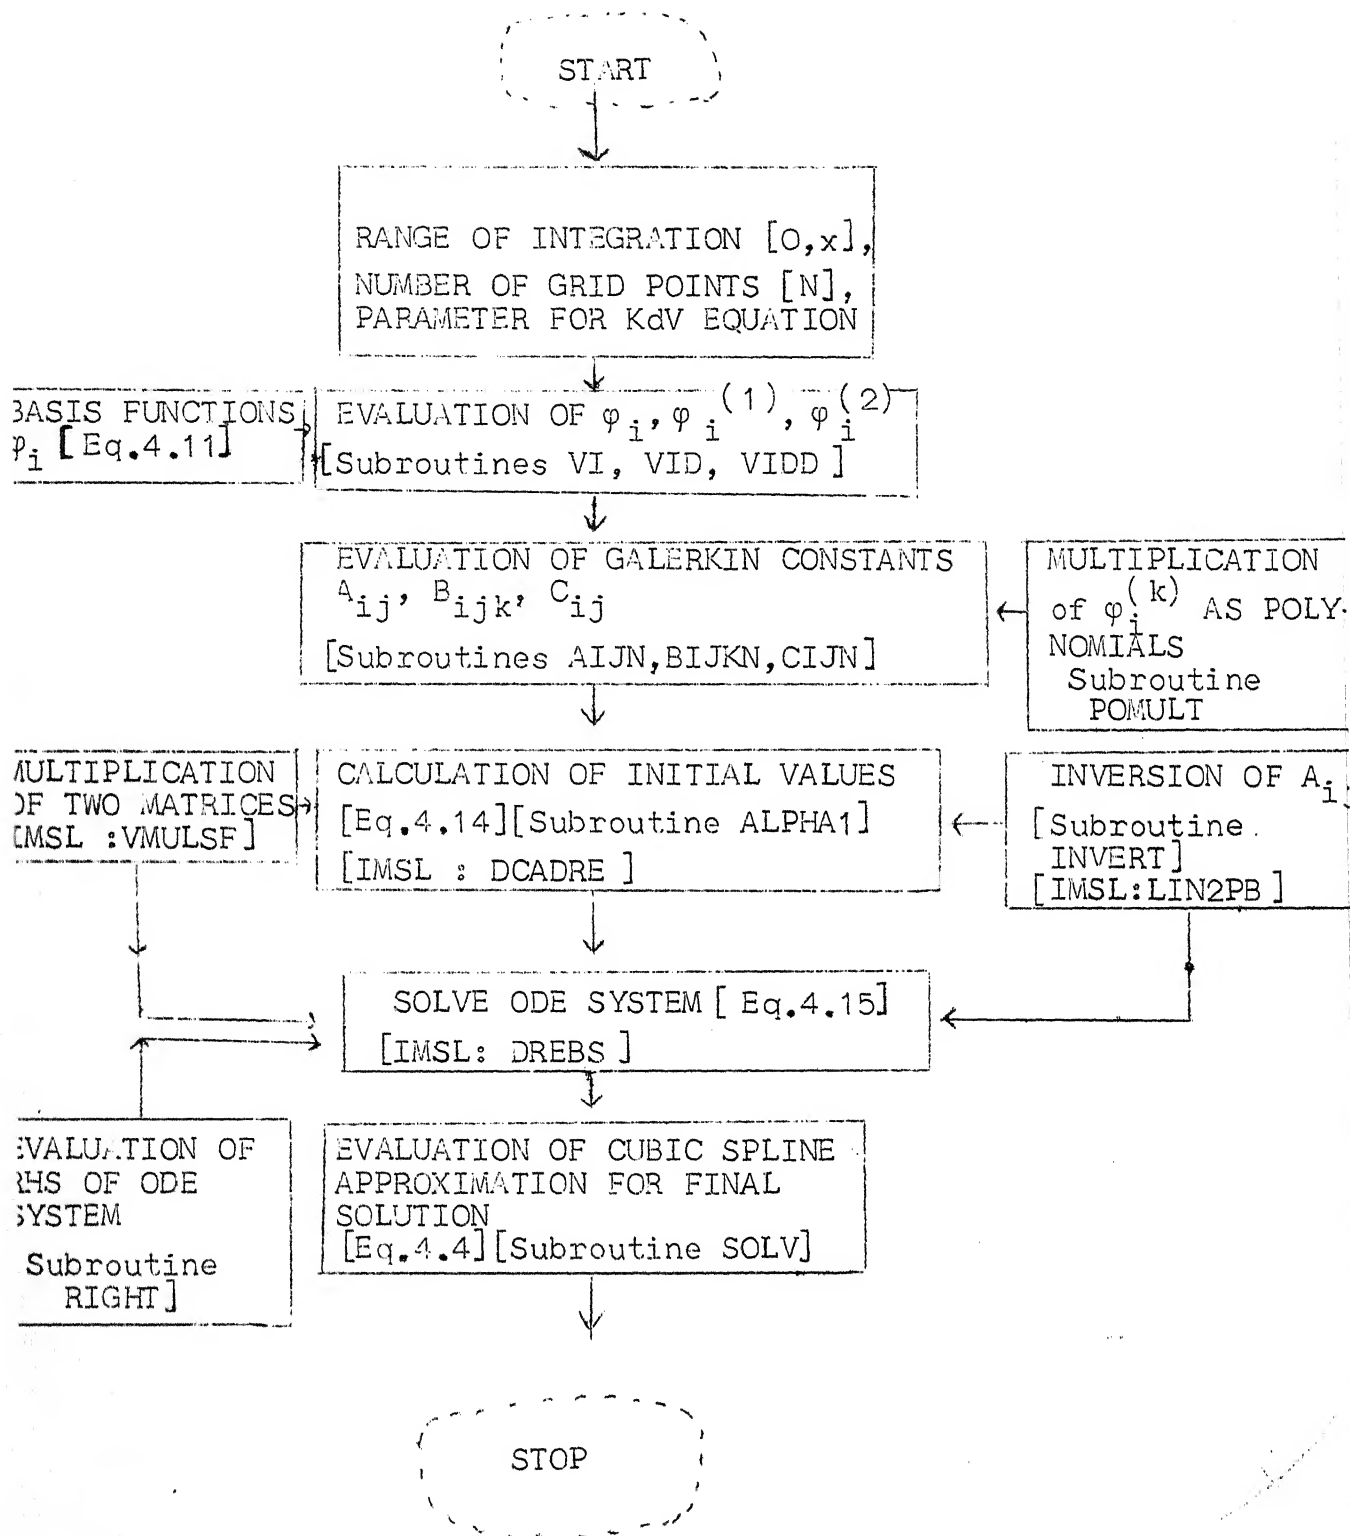 START
RANGE OF INTEGRATION [0,x],
NUMBER OF GRID POINTS [N],
PARAMETER FOR KdV EQUATION
BASIS FUNCTIONS
φi [Eq.4.11]
EVALUATION OF φi, φi(1), φi(2)
[Subroutines VI, VID, VIDD ]
EVALUATION OF GALERKIN CONSTANTS
Aij, Bijk, Cij
[Subroutines AIJN,BIJKN,CIJN]
MULTIPLICATION
of φi(k) AS POLY-
NOMIALS
Subroutine
POMULT
MULTIPLICATION
OF TWO MATRICES
[IMSL :VMULSF]
CALCULATION OF INITIAL VALUES
[Eq.4.14][Subroutine ALPHA1]
[IMSL : DCADRE ]
INVERSION OF Ai
[Subroutine
INVERT]
[IMSL:LIN2PB ]
SOLVE ODE SYSTEM [ Eq.4.15]
[IMSL: DREBS ]
EVALUATION OF
RHS OF ODE
SYSTEM
Subroutine
RIGHT]
EVALUATION OF CUBIC SPLINE
APPROXIMATION FOR FINAL
SOLUTION
[Eq.4.4][Subroutine SOLV]
STOP